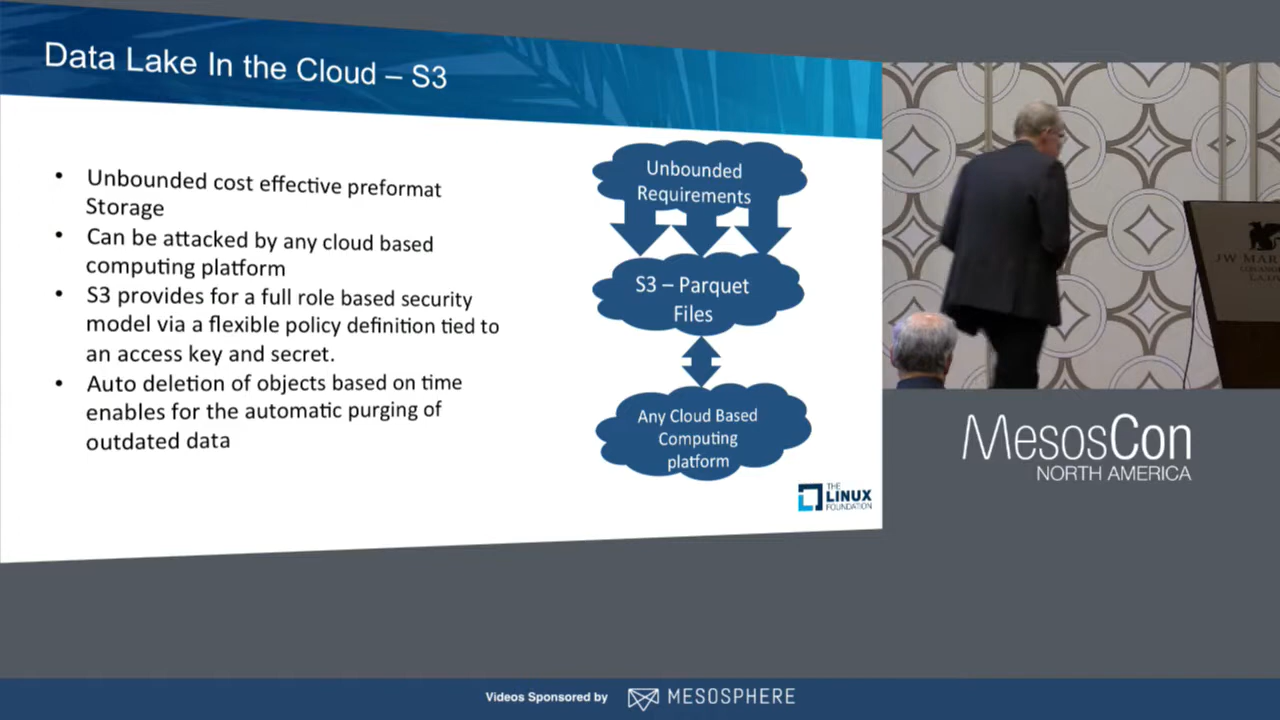 Data Lake In the Cloud – S3
• Unbounded cost effective preformat
Storage
• Can be attacked by any cloud based
computing platform
• S3 provides for a full role based security
model via a flexible policy definition tied to
an access key and secret.
• Auto deletion of objects based on time
enables for the automatic purging of
outdated data
Unbounded
Requirements
S3 – Parquet
Files
Any Cloud Based
Computing
platform
THE
LINUX
FOUNDATION
JW MAR
L.A. LIVE
MesosCon
NORTH AMERICA
Videos Sponsored by
MESOSPHERE